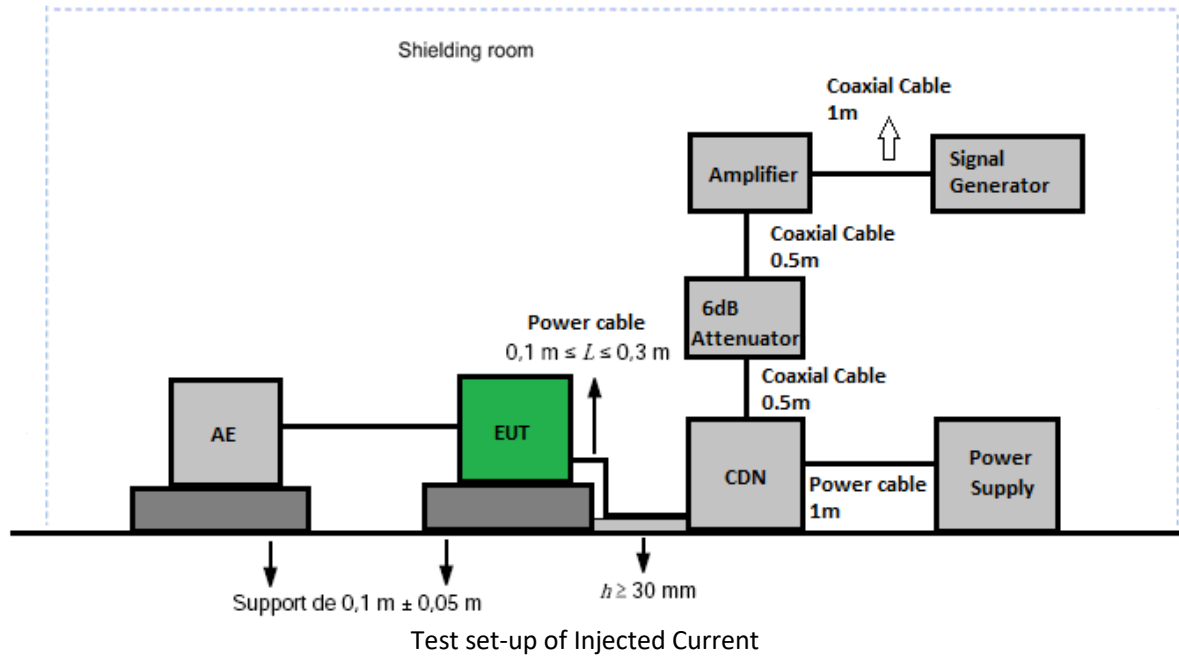 Shielding room
Coaxial Cable
1m
Amplifier
Signal
Generator
Coaxial Cable
0.5m
6dB
Attenuator
Power cable
0,1 m ≤ L ≤ 0,3 m
Coaxial Cable
0.5m
AE
EUT
CDN
Power cable
1m
Power
Supply
Support de 0,1 m ± 0,05 m
h ≥ 30 mm
Test set-up of Injected Current